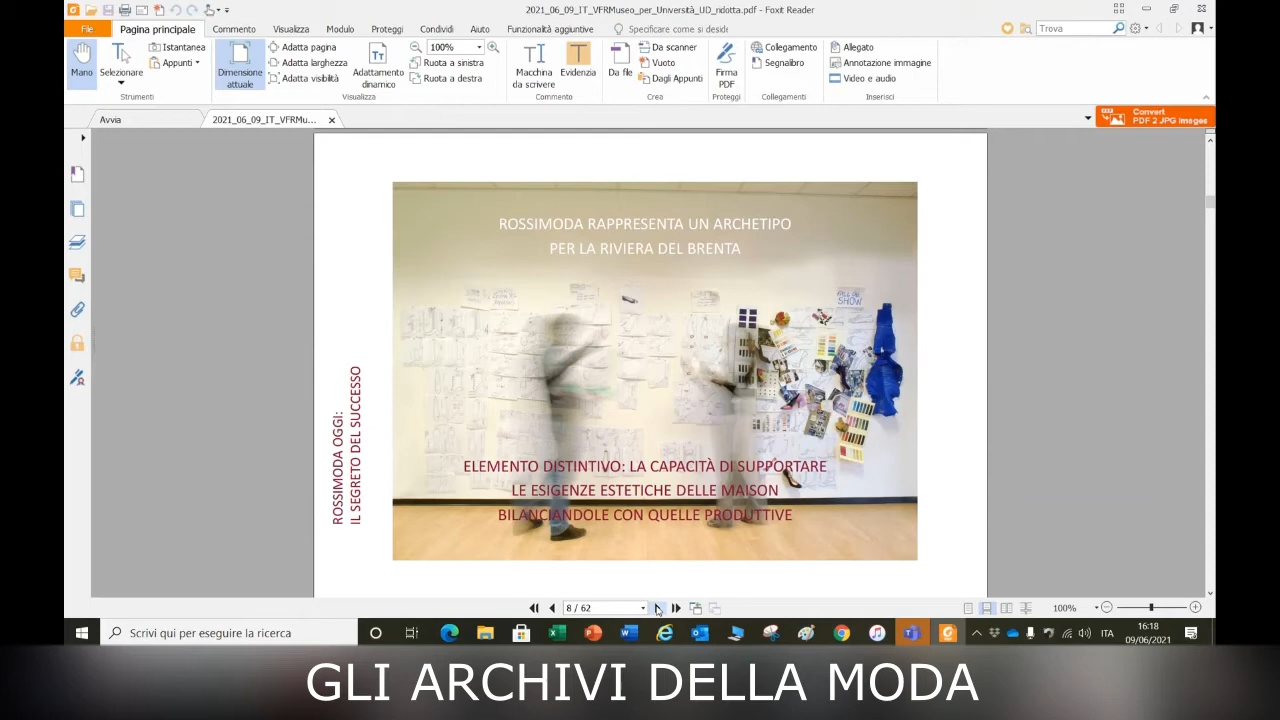 2021_06_09_IT_VFRMuseo_per_Università_UD_ndotta.pdf - Foxit Reader
File
Pagina principale
Commento
Visualizza
Modulo
Proteggi
Condividi
Aiuto
Funzionalità aggiuntive
Specificare come si desid
Trova
Mano
Selezionare
Istantanea
Appunti
Strumenti
Dimensione
attuale
Adatta pagina
Adatta larghezza
Adatta visibilità
Adattamento
dinamico
100%
Ruota a sinistra
Ruota a destra
Visualizza
Macchina
da scrivere
Evidenzia
Commento
Da file
Da scanner
Vuoto
Dagli Appunti
Crea
Firma
PDF
Proteggi
Collegamento
Segnalibro
Collegamenti
Allegato
Annotazione immagine
Video e audio
Inserisci
Avvia
2021_06_09_IT_VFRMu...
Convert
PDF 2 JPG Images
ROSSIMODA RAPPRESENTA UN ARCHETIPO
PER LA RIVIERA DEL BRENTA
FALL 08
SHOW
ROSSIMODA OGGI:
IL SEGRETO DEL SUCCESSO
ELEMENTO DISTINTIVO: LA CAPACITÀ DI SUPPORTARE
LE ESIGENZE ESTETICHE DELLE MAISON
BILANCIANDOLE CON QUELLE PRODUTTIVE
8 / 62
100%
Scrivi qui per eseguire la ricerca
ITA
16:18
09/06/2021
GLI ARCHIVI DELLA MODA